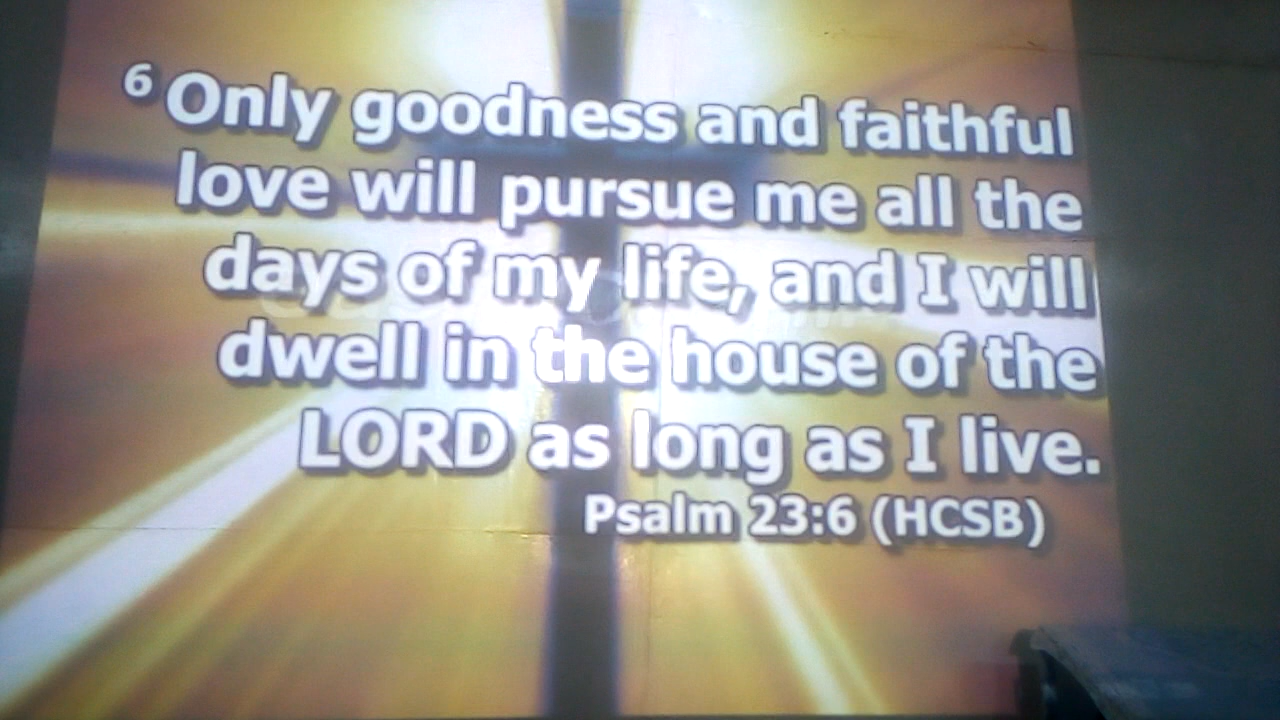 6 Only goodness and faithful
love will pursue me all the
days of my life, and I will
dwell in the house of the
LORD as long as I live.
Psalm 23:6 (HCSB)